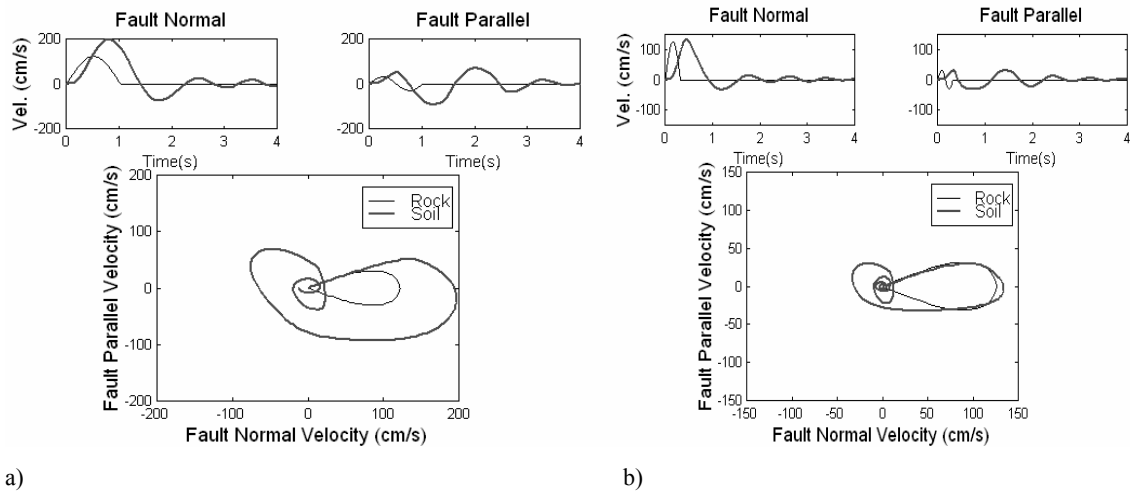 Fault Normal
Fault Parallel
Vel. (cm/s)
200
0
-200
0 1 2 3 4
Time(s)
200
0
-200
0 1 2 3 4
Fault Parallel Velocity (cm/s)
200
100
0
-100
-200
-200 -100 0 100 200
Fault Normal Velocity (cm/s)
Rock
Soil
a)
Fault Normal
Fault Parallel
Vel. (cm/s)
100
0
-100
0 1 2 3 4
Time(s)
100
0
-100
0 1 2 3 4
Fault Parallel Velocity (cm/s)
150
100
50
0
-50
-100
-150
-150 -100 -50 0 50 100 150
Fault Normal Velocity (cm/s)
Rock
Soil
b)